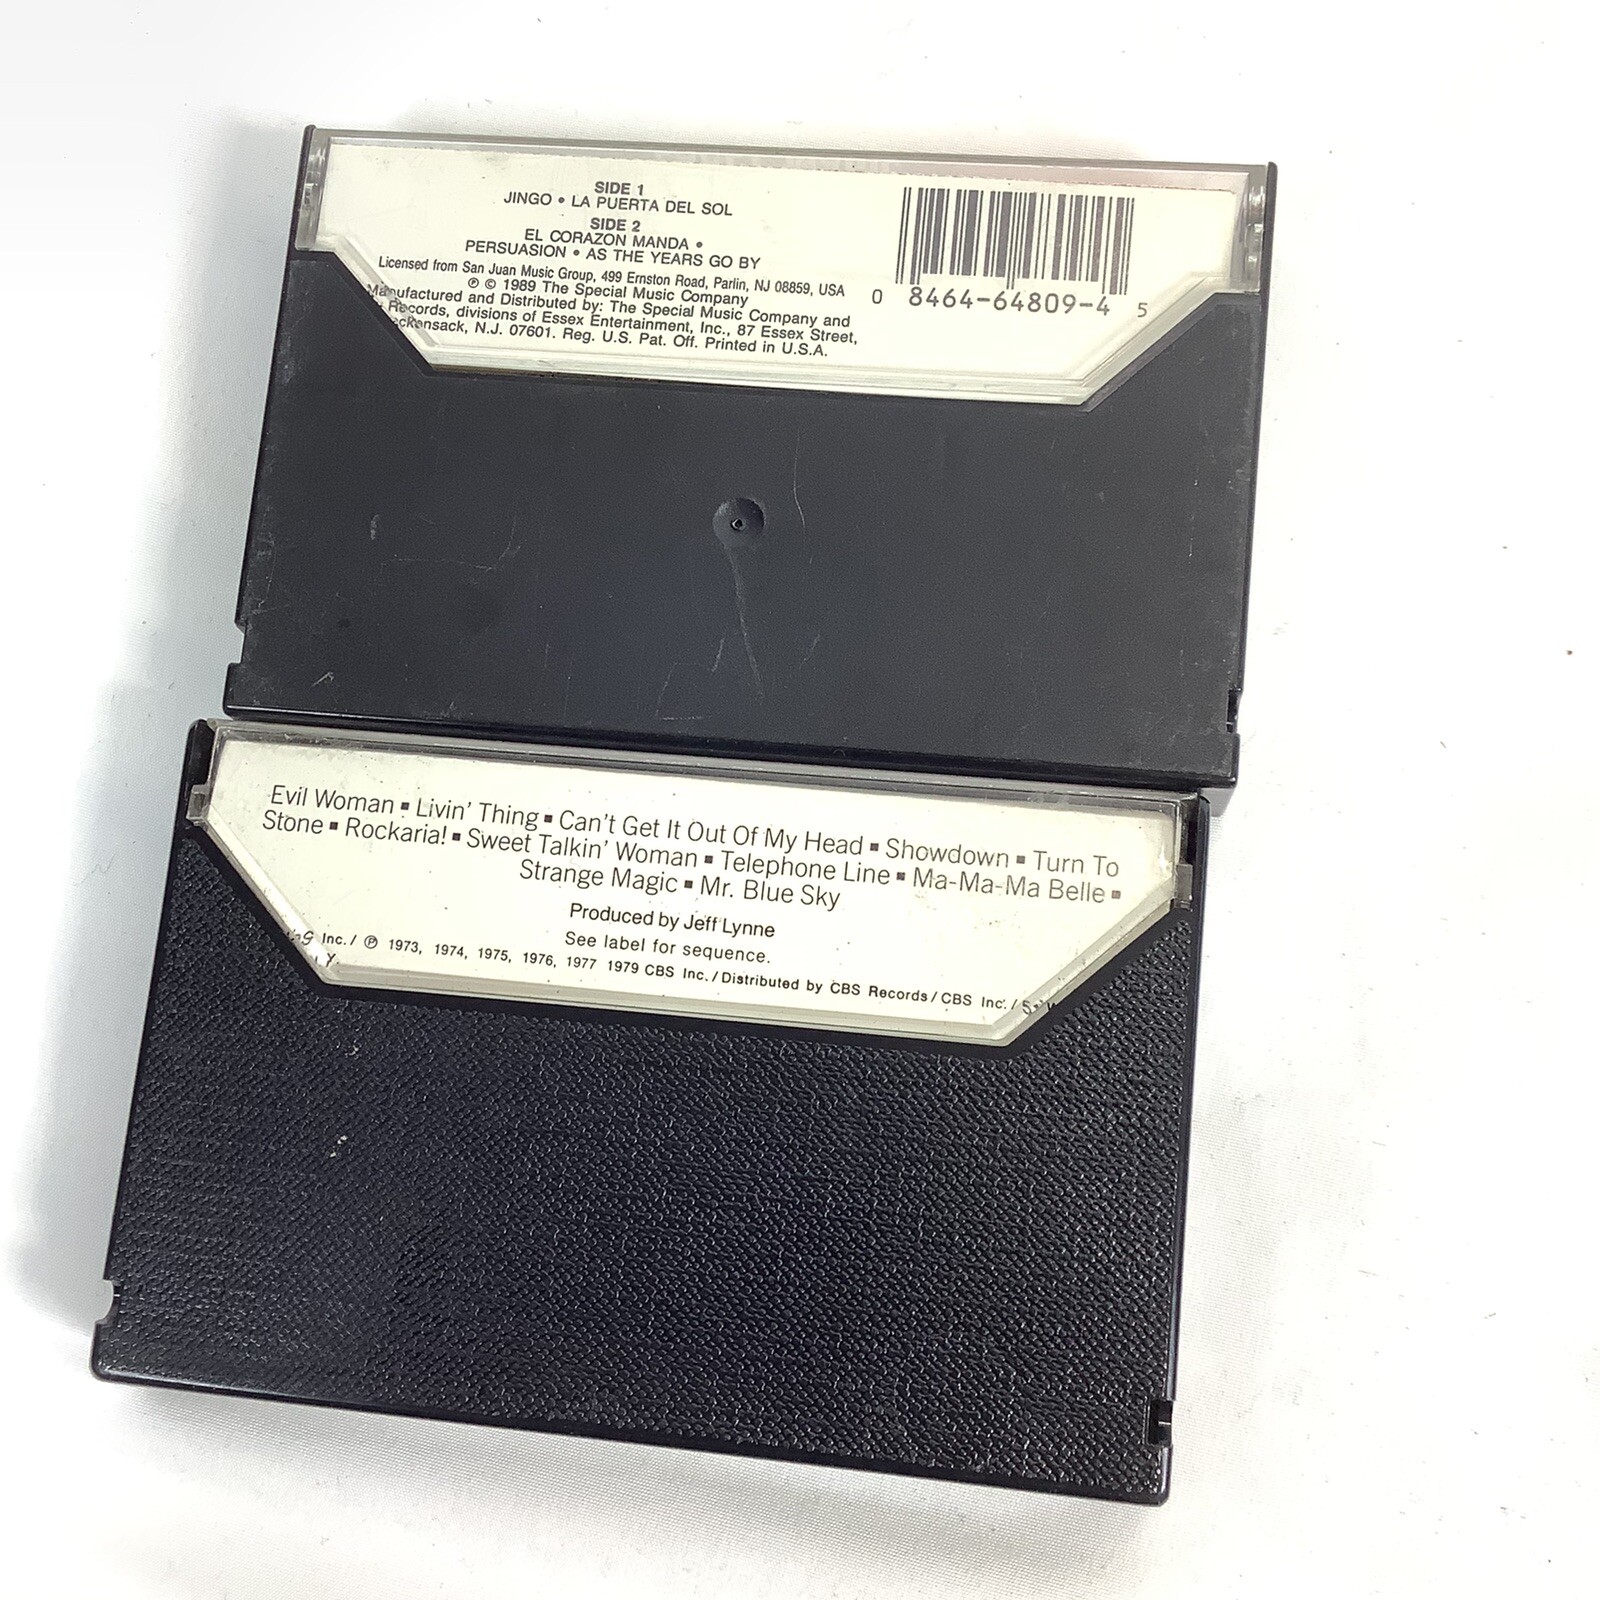 SIDE 1
JINGO • LA PUERTA DEL SOL
SIDE 2
EL CORAZON MANDA •
PERSUASION • AS THE YEARS GO BY
Licensed from San Juan Music Group, 499 Ernston Road, Parlin, NJ 08859, USA
℗ © 1989 The Special Music Company
Manufactured and Distributed by: The Special Music Company and
Records, divisions of Essex Entertainment, Inc., 87 Essex Street,
ckensack, N.J. 07601. Reg. U.S. Pat. Off. Printed in U.S.A.
0 8464-64809-4 5
Evil Woman ▪ Livin' Thing ▪ Can't Get It Out Of My Head ▪ Showdown ▪ Turn To
Stone ▪ Rockaria! ▪ Sweet Talkin' Woman ▪ Telephone Line ▪ Ma-Ma-Ma Belle ▪
Strange Magic ▪ Mr. Blue Sky
Produced by Jeff Lynne
See label for sequence.
Inc. / ℗ 1973, 1974, 1975, 1976, 1977 1979 CBS Inc. / Distributed by CBS Records / CBS Inc. /